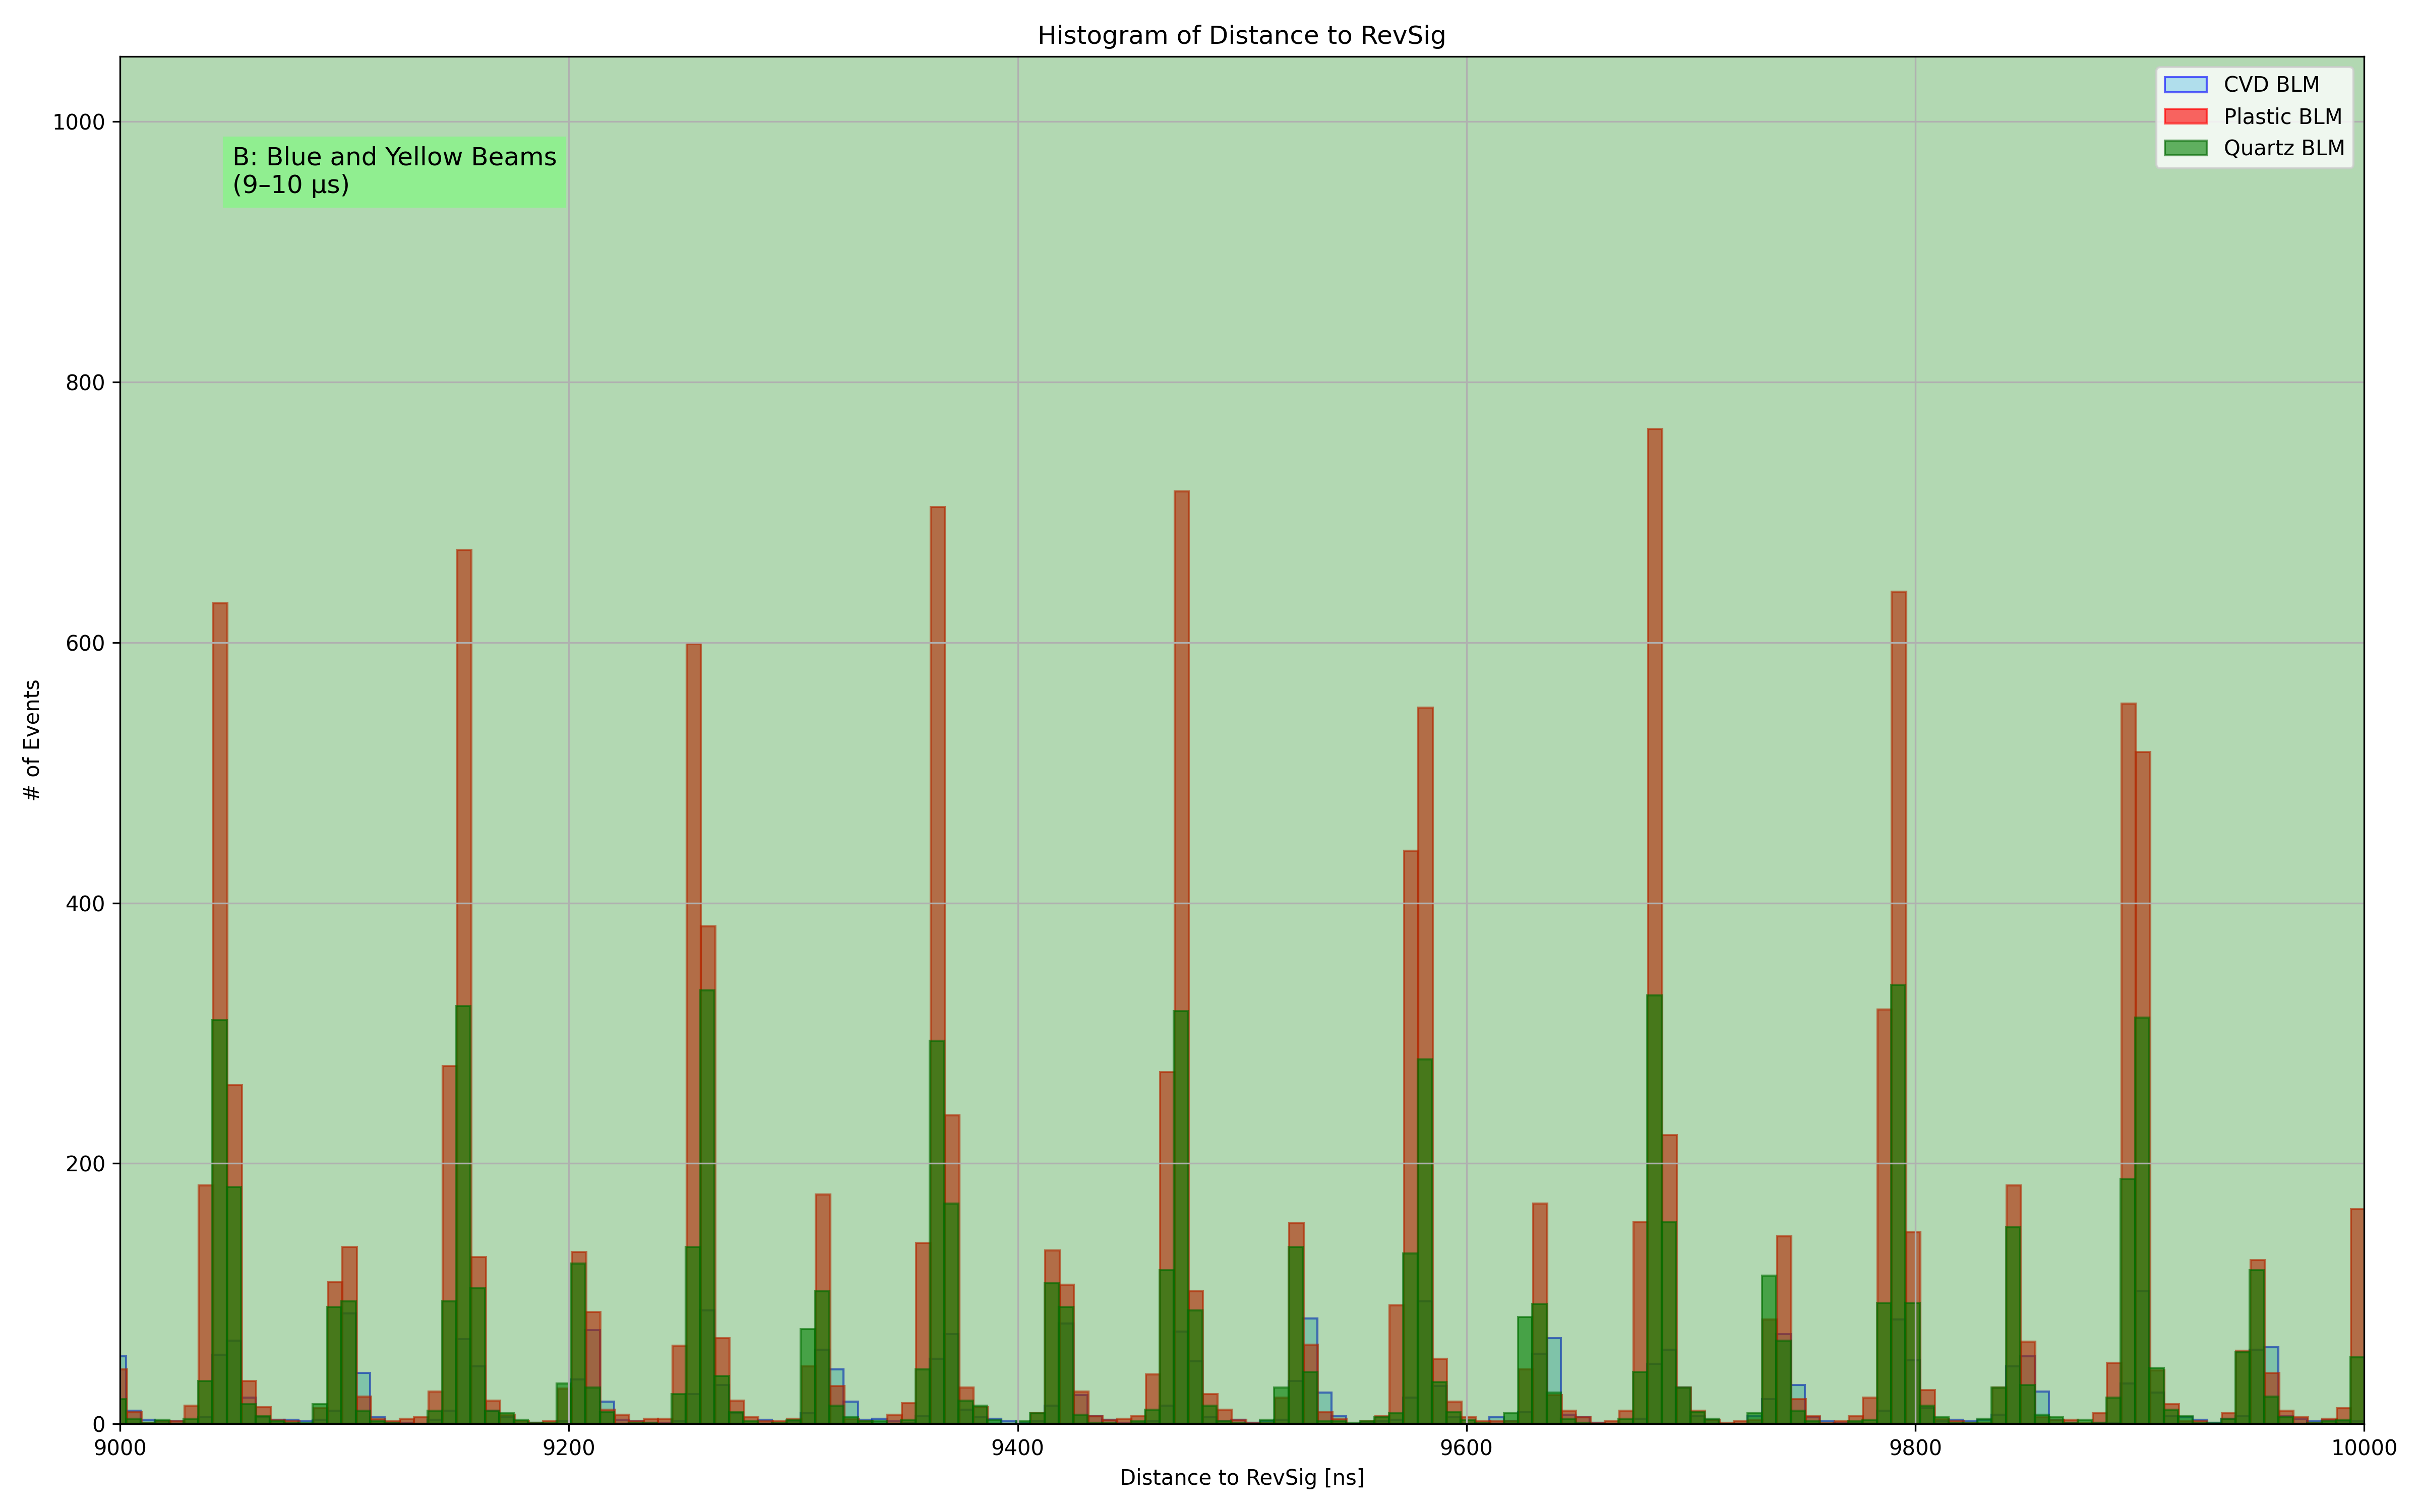 Histogram of Distance to RevSig
CVD BLM
Plastic BLM
Quartz BLM
B: Blue and Yellow Beams
(9–10 µs)
# of Events
1000
800
600
400
200
0
9000
9200
9400
9600
9800
10000
Distance to RevSig [ns]